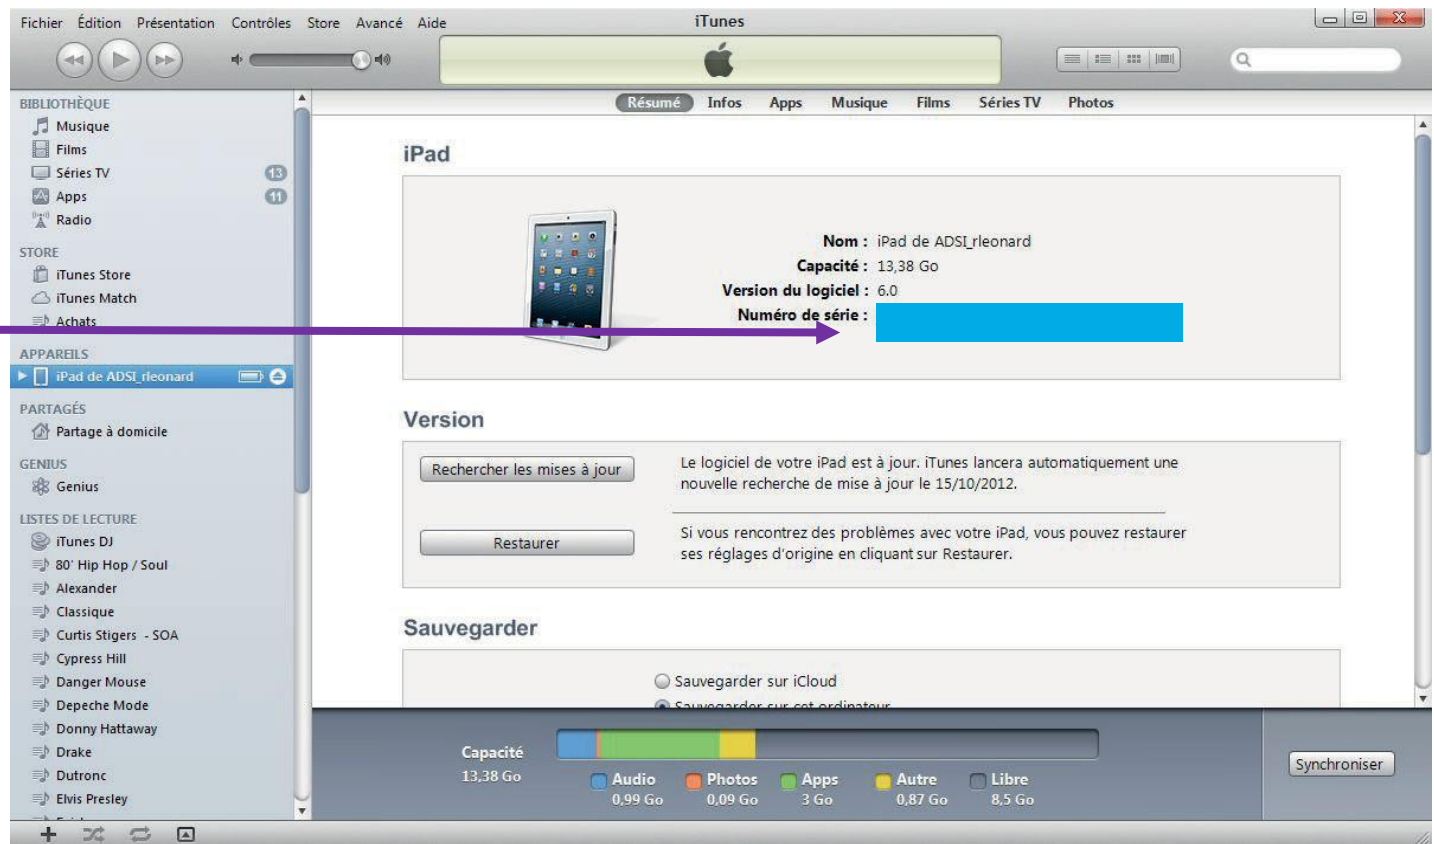 Fichier Édition Présentation Contrôles Store Avancé Aide
iTunes
BIBLIOTHÈQUE
Musique
Films
Séries TV 13
Apps 11
Radio
STORE
iTunes Store
iTunes Match
Achats
APPAREILS
iPad de ADSI_rleonard
PARTAGÉS
Partage à domicile
GENIUS
Genius
LISTES DE LECTURE
iTunes DJ
80' Hip Hop / Soul
Alexander
Classique
Curtis Stigers - SOA
Cypress Hill
Danger Mouse
Depeche Mode
Donny Hattaway
Drake
Dutronc
Elvis Presley
Résumé Infos Apps Musique Films Séries TV Photos
iPad
Nom : iPad de ADSI_rleonard
Capacité : 13,38 Go
Version du logiciel : 6.0
Numéro de série :
Version
Rechercher les mises à jour
Le logiciel de votre iPad est à jour. iTunes lancera automatiquement une
nouvelle recherche de mise à jour le 15/10/2012.
Restaurer
Si vous rencontrez des problèmes avec votre iPad, vous pouvez restaurer
ses réglages d'origine en cliquant sur Restaurer.
Sauvegarder
Sauvegarder sur iCloud
Sauvegarder sur cet ordinateur
Capacité
13,38 Go
Audio Photos Apps Autre Libre
0,99 Go 0,09 Go 3 Go 0,87 Go 8,5 Go
Synchroniser